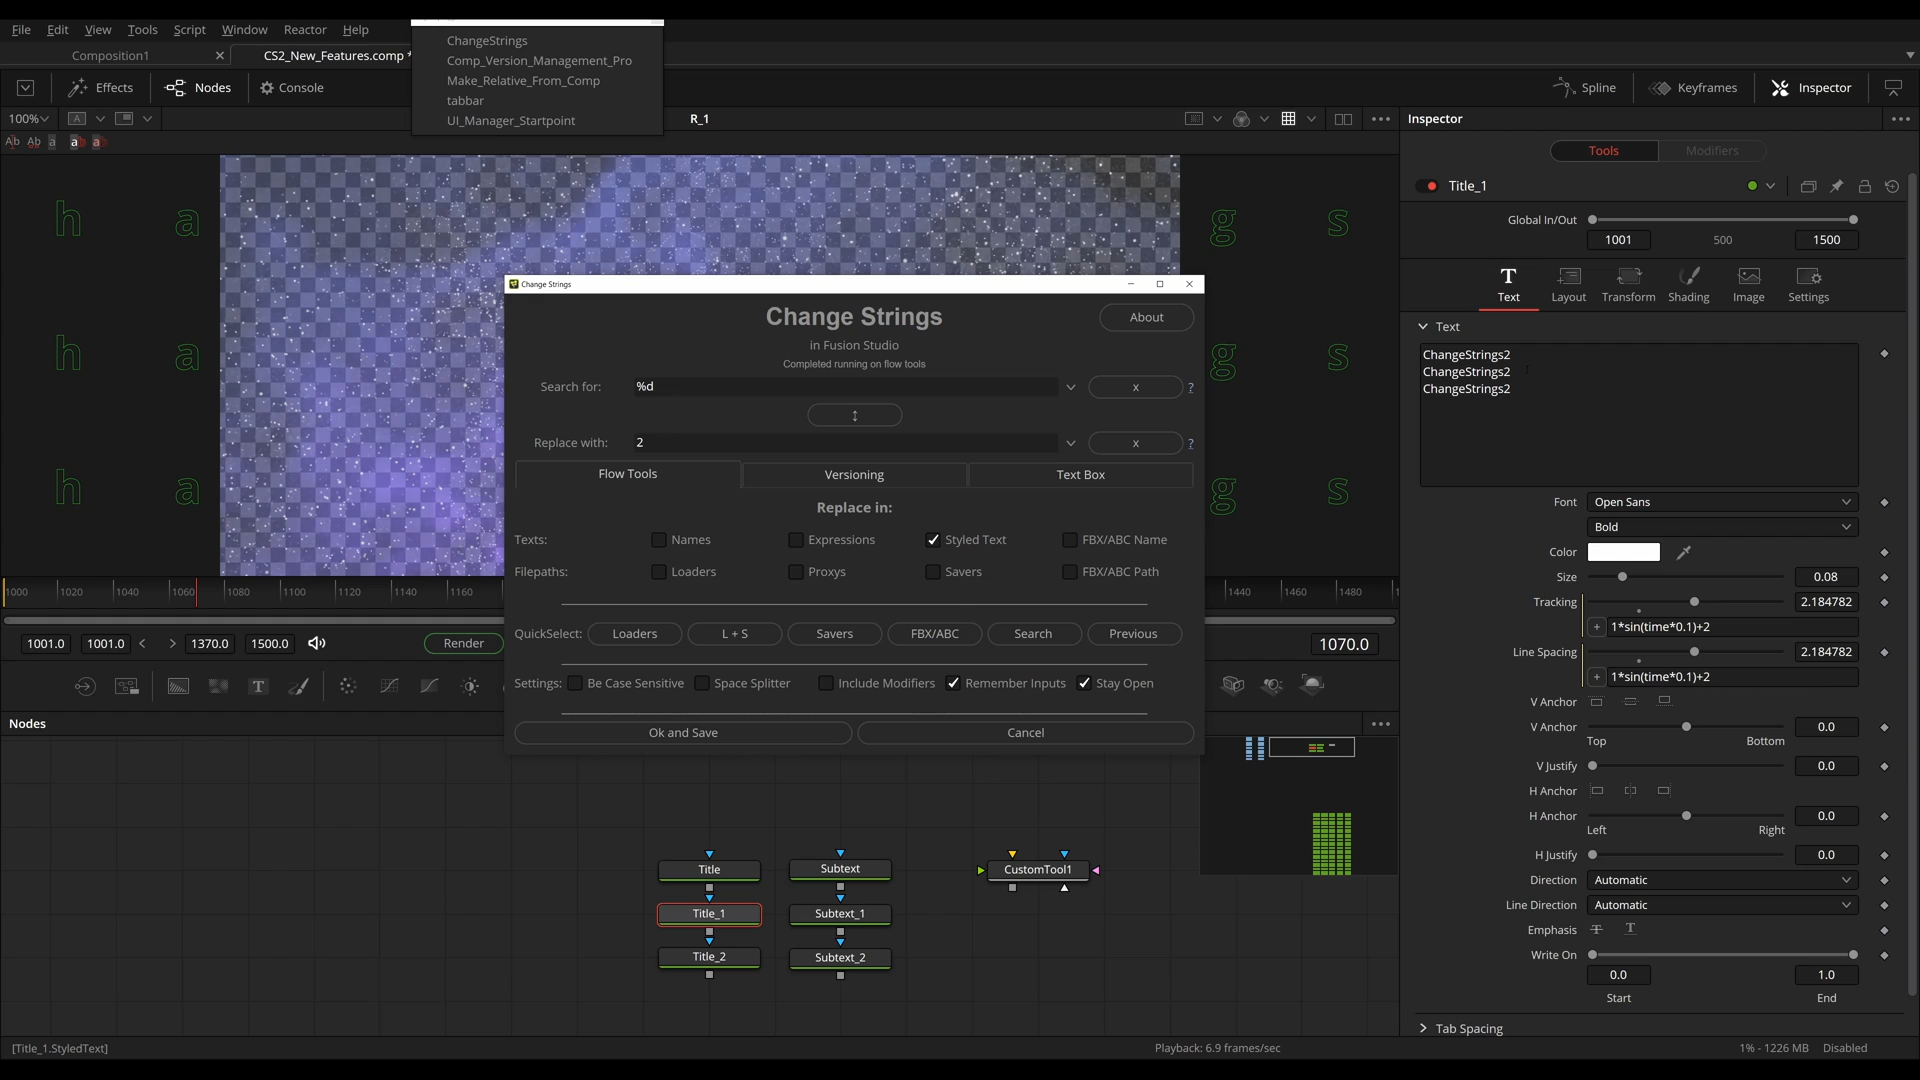 File Edit View Tools Script Window Reactor Help
ChangeStrings
Comp_Version_Management_Pro
Make_Relative_From_Comp
tabbar
UI_Manager_Startpoint
Composition1
CS2_New_Features.comp *
Effects Nodes Console
Spline Keyframes Inspector
100%
A
R_1
Ab Ab a a a
h a g s
h a g s
h a g s
Inspector
Tools Modifiers
Title_1
Global In/Out
1001 500 1500
Text Layout Transform Shading Image Settings
Text
ChangeStrings2
ChangeStrings2
ChangeStrings2
Font Open Sans
Bold
Color
Size 0.08
Tracking 2.184782
+ 1*sin(time*0.1)+2
Line Spacing 2.184782
+ 1*sin(time*0.1)+2
V Anchor
V Anchor 0.0
Top Bottom
V Justify 0.0
H Anchor
H Anchor 0.0
Left Right
H Justify 0.0
Direction Automatic
Line Direction Automatic
Emphasis T T
Write On
0.0 1.0
Start End
Tab Spacing
Change Strings
Change Strings
About
in Fusion Studio
Completed running on flow tools
Search for: %d x ?
Replace with: 2 x ?
Flow Tools Versioning Text Box
Replace in:
Texts: Names Expressions Styled Text FBX/ABC Name
Filepaths: Loaders Proxys Savers FBX/ABC Path
QuickSelect: Loaders L + S Savers FBX/ABC Search Previous
Settings: Be Case Sensitive Space Splitter Include Modifiers Remember Inputs Stay Open
Ok and Save Cancel
1000 1020 1040 1060 1080 1100 1120 1140 1160 1440 1460 1480
1001.0 1001.0 < > 1370.0 1500.0 Render 1070.0
T
Nodes
Title Subtext CustomTool1
Title_1 Subtext_1
Title_2 Subtext_2
[Title_1.StyledText]
Playback: 6.9 frames/sec
1% - 1226 MB Disabled